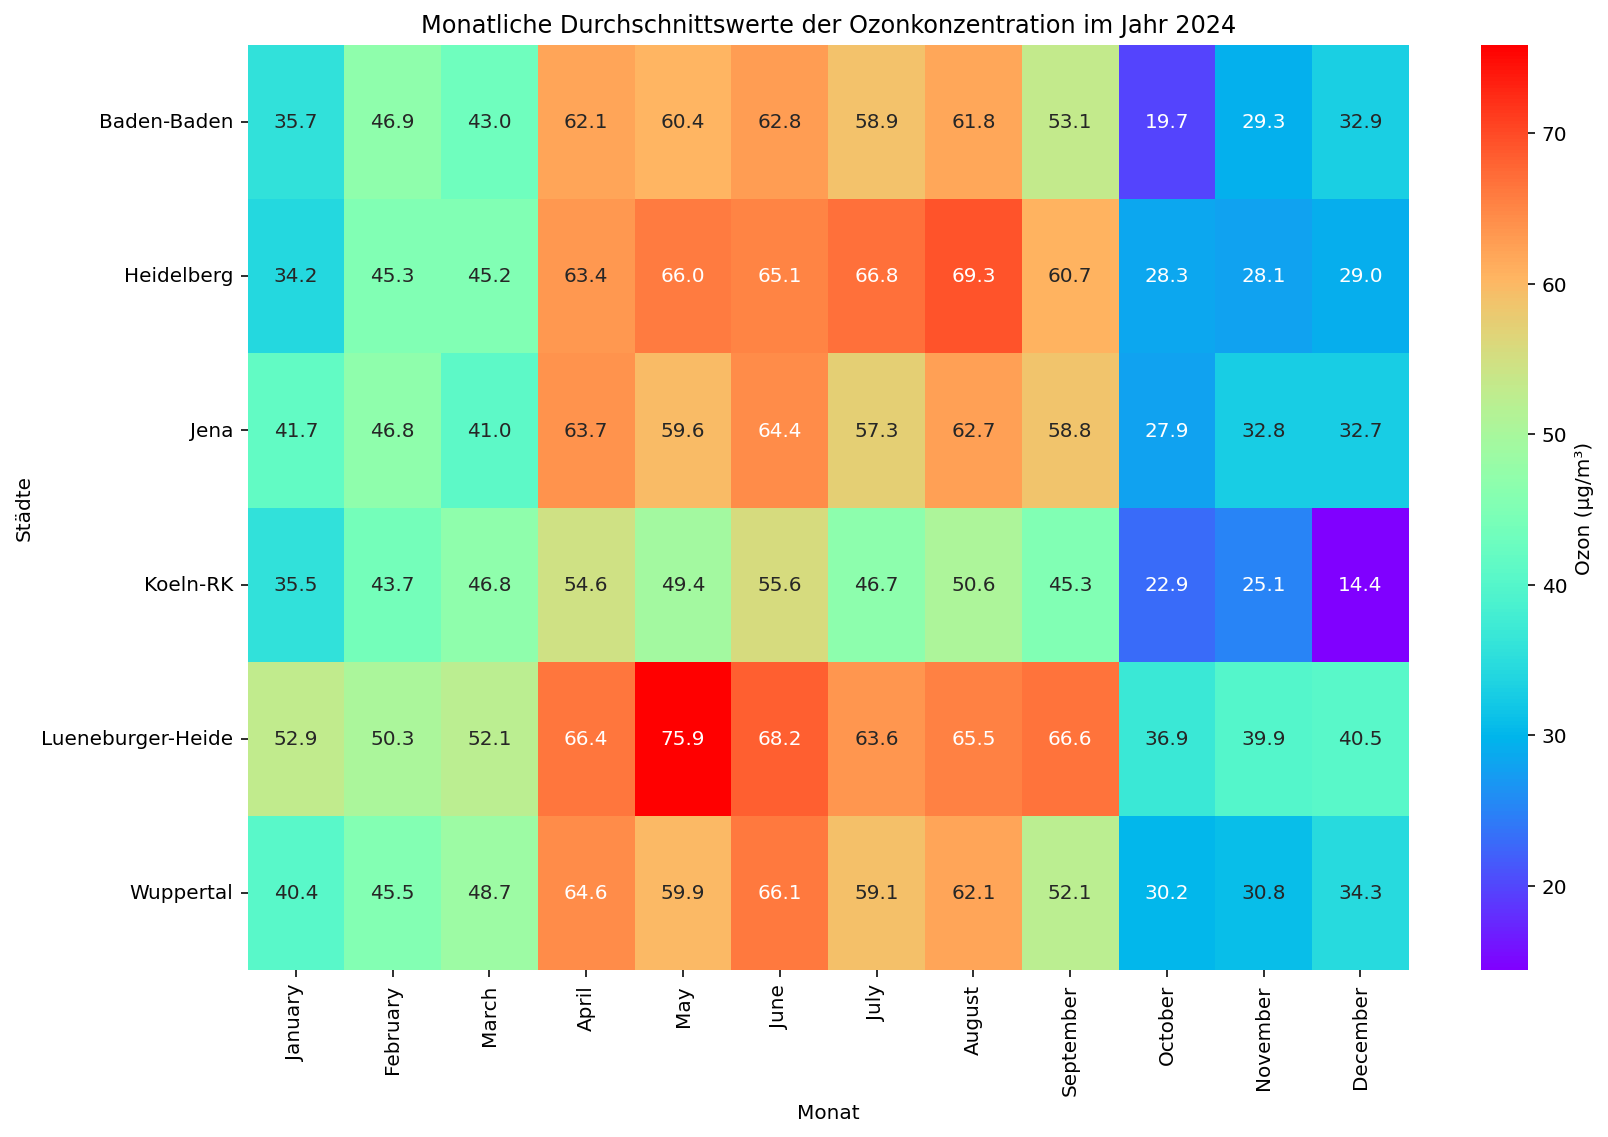 Monatliche Durchschnittswerte der Ozonkonzentration im Jahr 2024
Städte
Baden-Baden 35.7 46.9 43.0 62.1 60.4 62.8 58.9 61.8 53.1 19.7 29.3 32.9
Heidelberg 34.2 45.3 45.2 63.4 66.0 65.1 66.8 69.3 60.7 28.3 28.1 29.0
Jena 41.7 46.8 41.0 63.7 59.6 64.4 57.3 62.7 58.8 27.9 32.8 32.7
Koeln-RK 35.5 43.7 46.8 54.6 49.4 55.6 46.7 50.6 45.3 22.9 25.1 14.4
Lueneburger-Heide 52.9 50.3 52.1 66.4 75.9 68.2 63.6 65.5 66.6 36.9 39.9 40.5
Wuppertal 40.4 45.5 48.7 64.6 59.9 66.1 59.1 62.1 52.1 30.2 30.8 34.3
January February March April May June July August September October November December
Monat
70
60
50
40
30
20
Ozon (µg/m³)